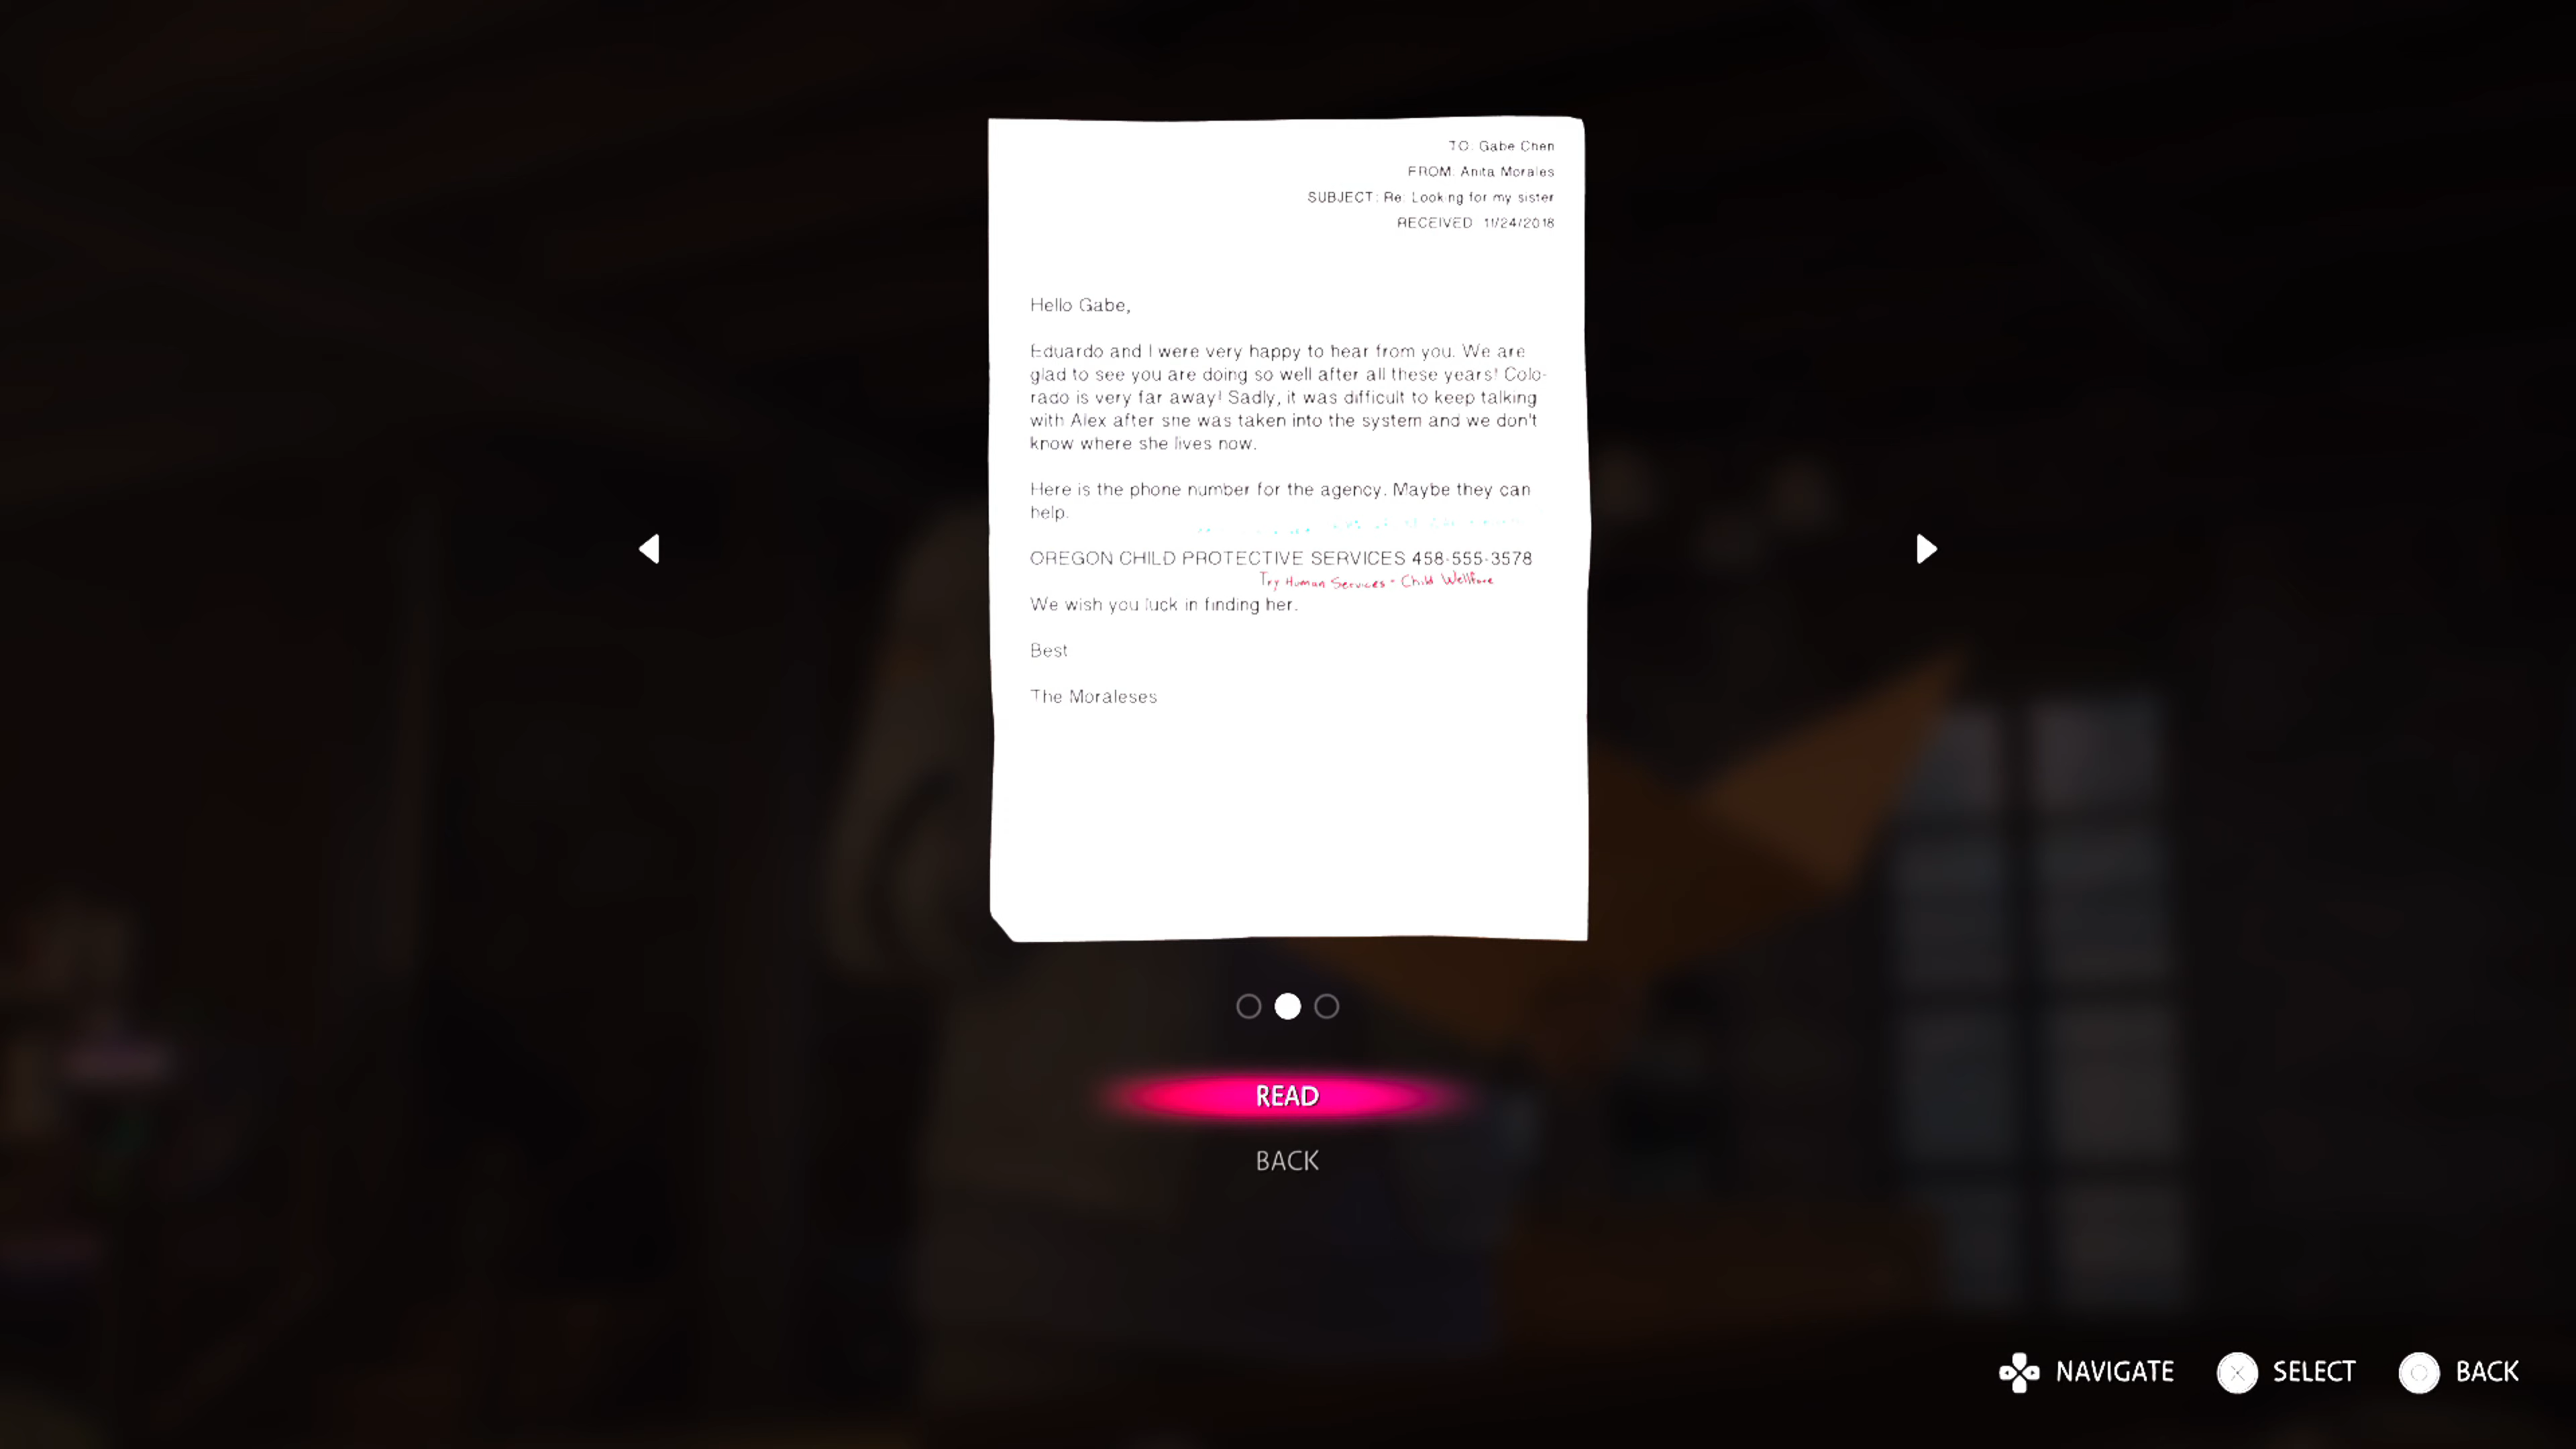 TO: Gabe Chen
FROM: Anita Morales
SUBJECT: Re: Looking for my sister
RECEIVED 11/24/2018
Hello Gabe,
Eduardo and I were very happy to hear from you. We are
glad to see you are doing so well after all these years! Colo-
rado is very far away! Sadly, it was difficult to keep talking
with Alex after she was taken into the system and we don't
know where she lives now.
Here is the phone number for the agency. Maybe they can
help.
OREGON CHILD PROTECTIVE SERVICES 458-555-3578
Try Human Services - Child Wellfare
We wish you luck in finding her.
Best
The Moraleses
READ
BACK
NAVIGATE SELECT BACK